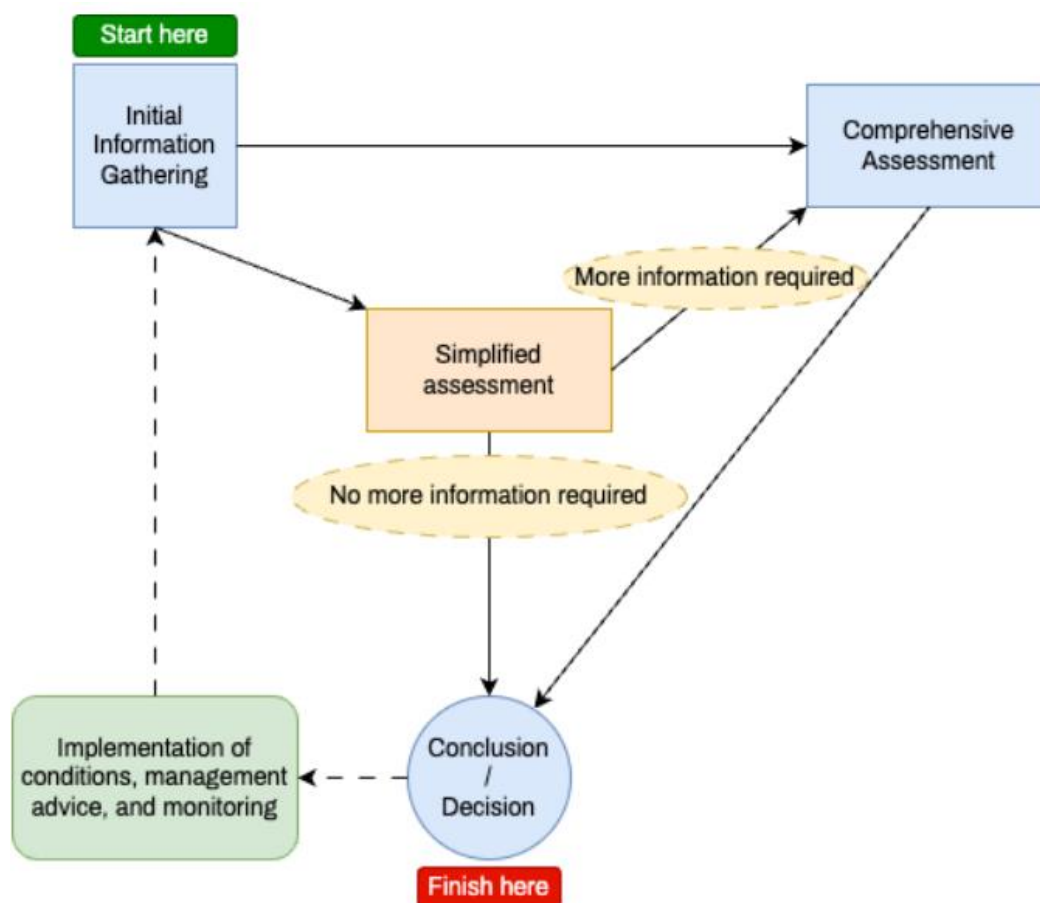 Start here
Initial
Information
Gathering
Comprehensive
Assessment
More information required
Simplified
assessment
No more information required
Implementation of
conditions, management
advice, and monitoring
Conclusion
/
Decision
Finish here